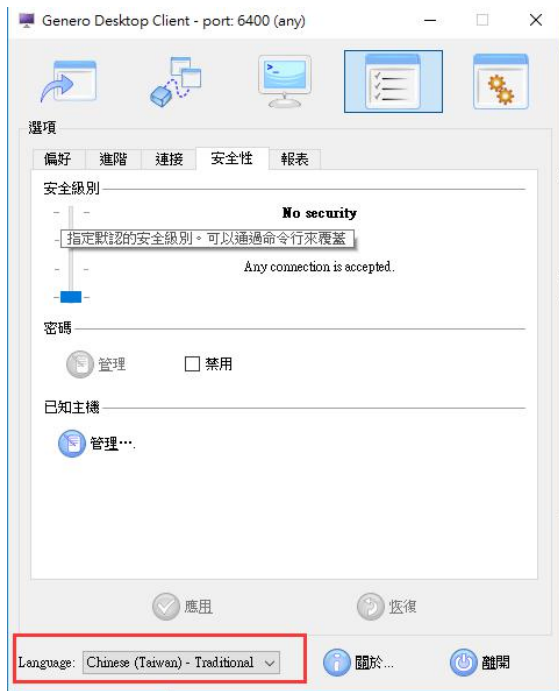 Genero Desktop Client - port: 6400 (any)
選項
偏好 進階 連接 安全性 報表
安全級別
No security
指定默認的安全級別。可以通過命令行來覆蓋
Any connection is accepted.
密碼
管理 禁用
已知主機
管理….
應用 恢復
Language: Chinese (Taiwan) - Traditional 關於... 離開